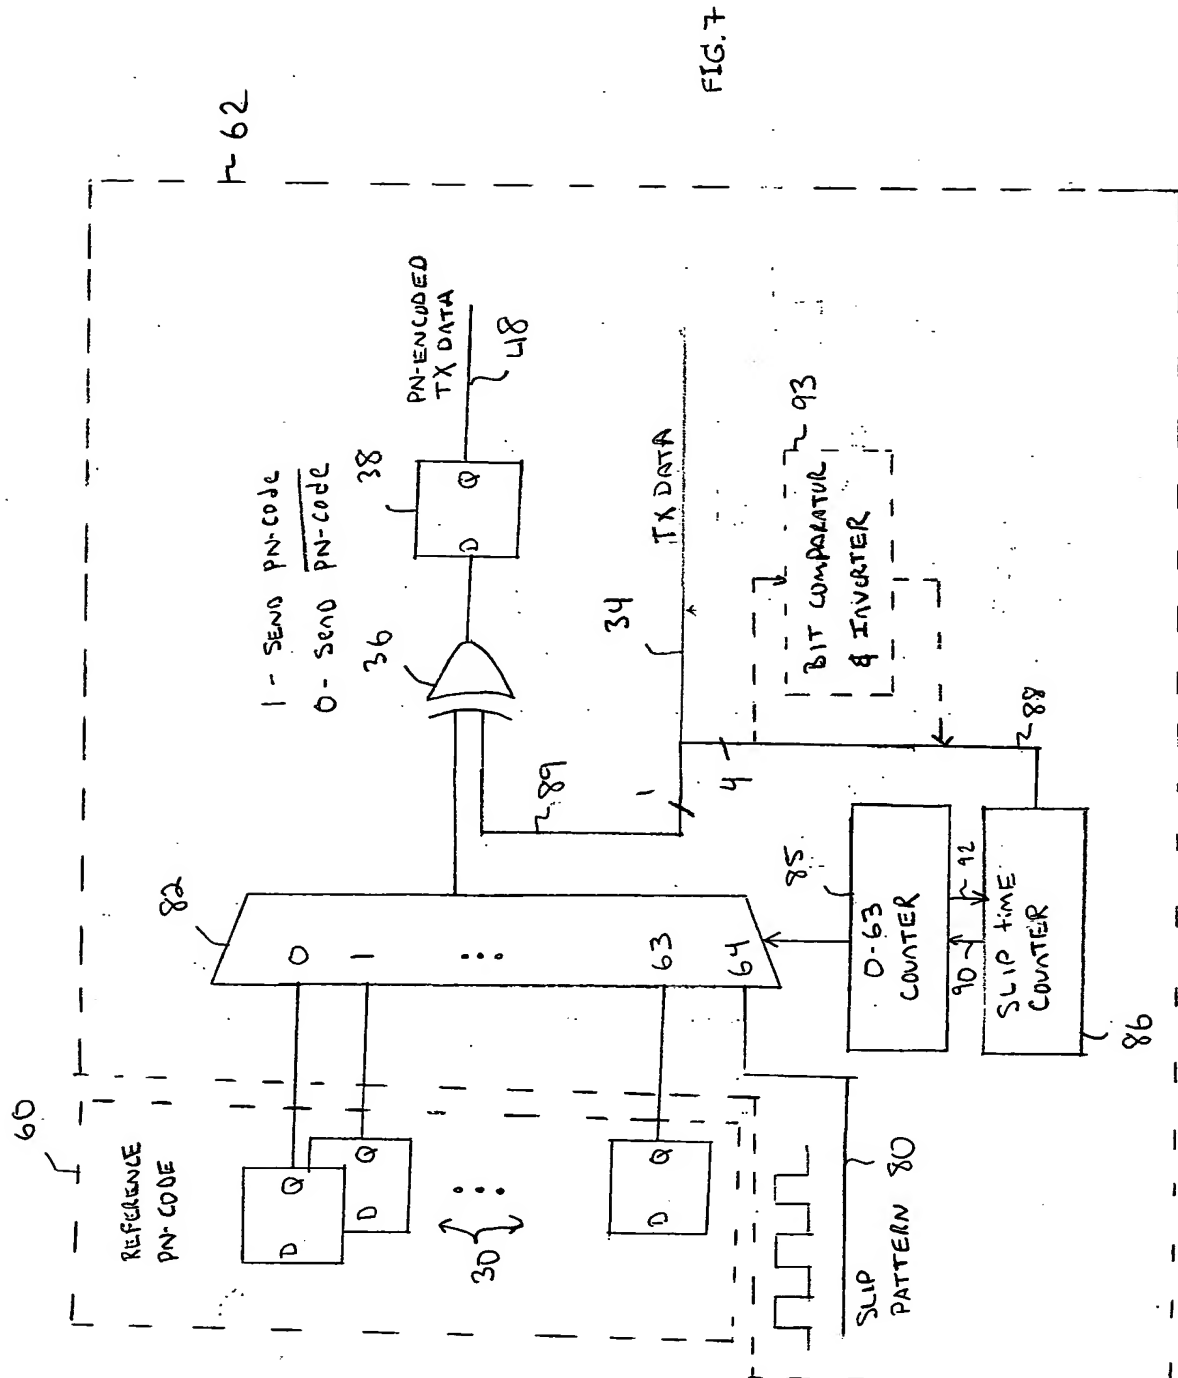 FIG. 7
62
60
REFERENCE
PN-CODE
D Q
D Q
30
D Q
SLIP
PATTERN 80
82
0
1
63
64
1 - SEND PN-CODE
0 - SEND PN-CODE
36
38
D Q
PN-ENCODED
TX DATA
48
89
1
4
34
TX DATA
93
BIT COMPARATUR
& INVERTER
88
85
0-63
COUNTER
90
92
SLIP TIME
COUNTER
86